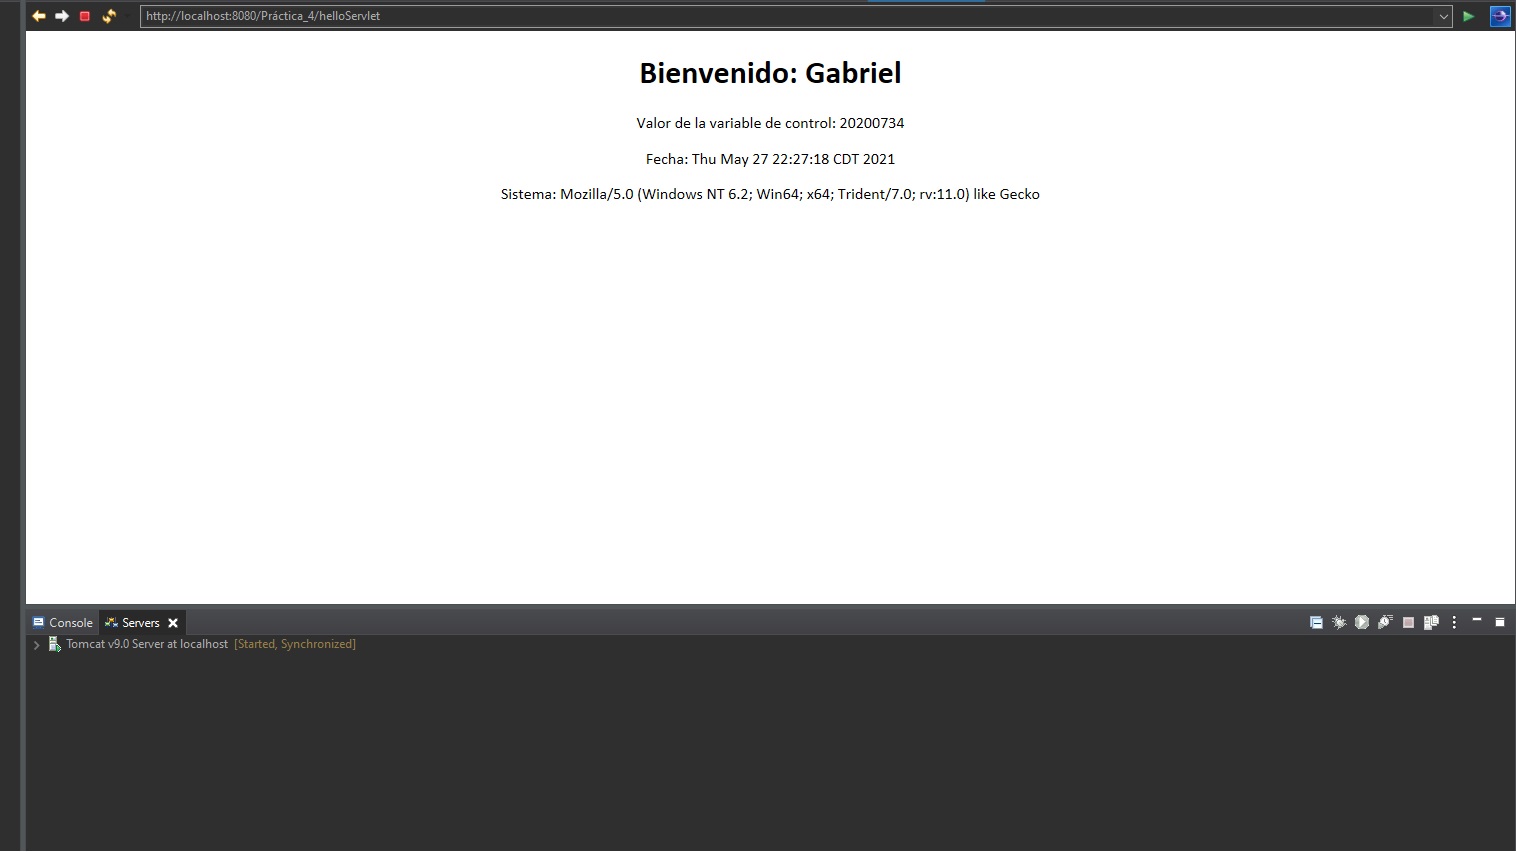 http://localhost:8080/Práctica_4/helloServlet
Bienvenido: Gabriel
Valor de la variable de control: 20200734
Fecha: Thu May 27 22:27:18 CDT 2021
Sistema: Mozilla/5.0 (Windows NT 6.2; Win64; x64; Trident/7.0; rv:11.0) like Gecko
Console Servers
Tomcat v9.0 Server at localhost [Started, Synchronized]